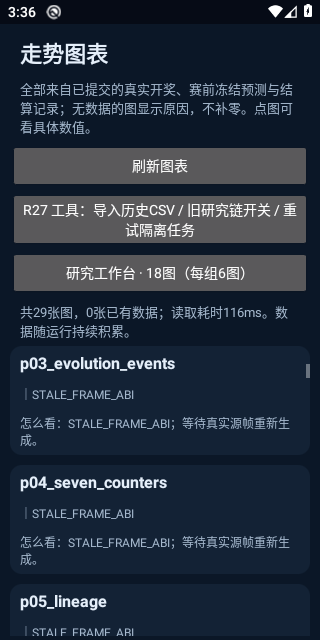 3:36
走势图表
全部来自已提交的真实开奖、赛前冻结预测与结
算记录；无数据的图显示原因，不补零。点图可
看具体数值。
刷新图表
R27 工具：导入历史CSV / 旧研究链开关 / 重
试隔离任务
研究工作台 · 18图（每组6图）
共29张图，0张已有数据；读取耗时116ms。数
据随运行持续积累。
p03_evolution_events
｜STALE_FRAME_ABI
怎么看：STALE_FRAME_ABI；等待真实源帧重新生
成。
p04_seven_counters
｜STALE_FRAME_ABI
怎么看：STALE_FRAME_ABI；等待真实源帧重新生
成。
p05_lineage
｜STALE_FRAME_ABI